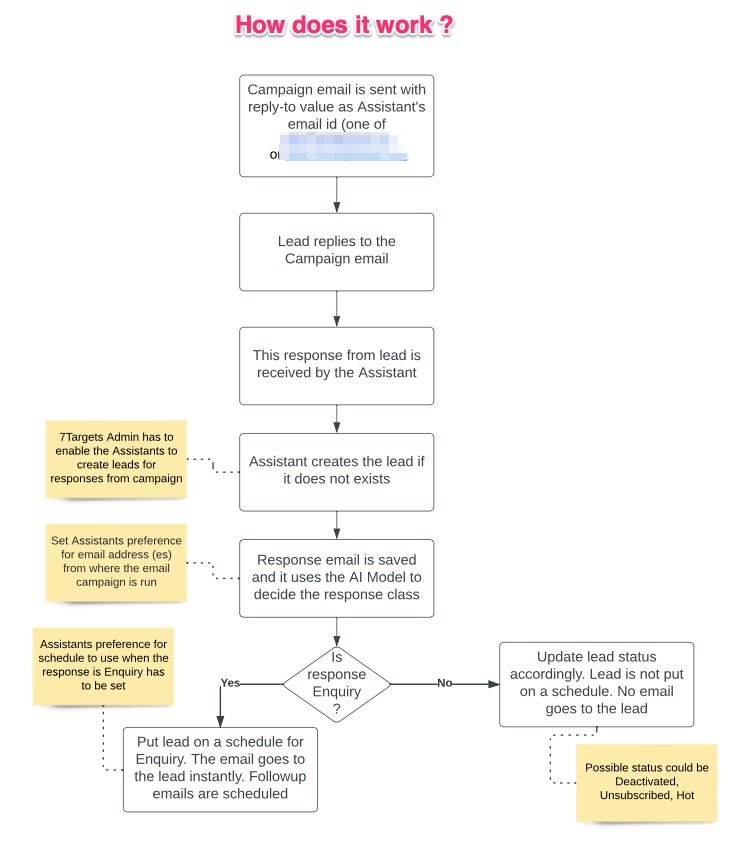 How does it work ?
Campaign email is sent with
reply-to value as Assistant's
email id (one of
Lead replies to the
Campaign email
This response from lead is
received by the Assistant
7Targets Admin has to
enable the Assistants to
create leads for
responses from campaign
Assistant creates the lead if
it does not exists
Set Assistants preference
for email address (es)
from where the email
campaign is run
Response email is saved
and it uses the AI Model to
decide the response class
Assistants preference for
schedule to use when the
response is Enquiry has
to be set
Is
response
Enquiry
?
Yes
No
Update lead status
accordingly. Lead is not put
on a schedule. No email
goes to the lead
Put lead on a schedule for
Enquiry. The email goes to
the lead instantly. Followup
emails are scheduled
Possible status could be
Deactivated,
Unsubscribed, Hot